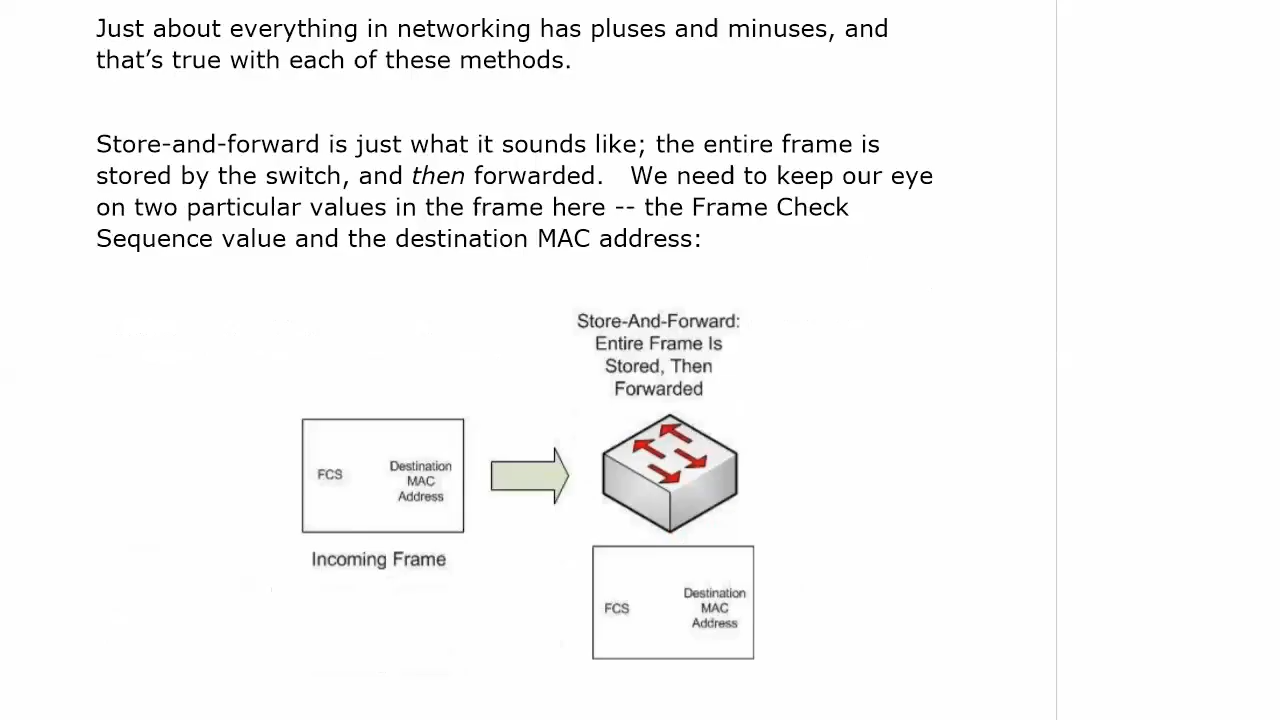 Just about everything in networking has pluses and minuses, and
that’s true with each of these methods.
Store-and-forward is just what it sounds like; the entire frame is
stored by the switch, and then forwarded. We need to keep our eye
on two particular values in the frame here -- the Frame Check
Sequence value and the destination MAC address:
Store-And-Forward:
Entire Frame Is
Stored, Then
Forwarded
FCS
Destination
MAC
Address
Incoming Frame
FCS
Destination
MAC
Address